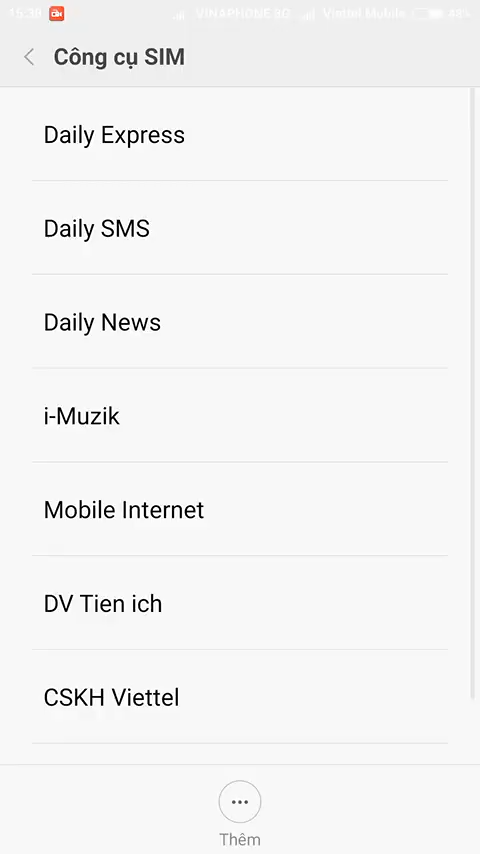 15:38 VINAPHONE 3G Viettel Mobile 48%
Công cụ SIM
Daily Express
Daily SMS
Daily News
i-Muzik
Mobile Internet
DV Tien ich
CSKH Viettel
Thêm